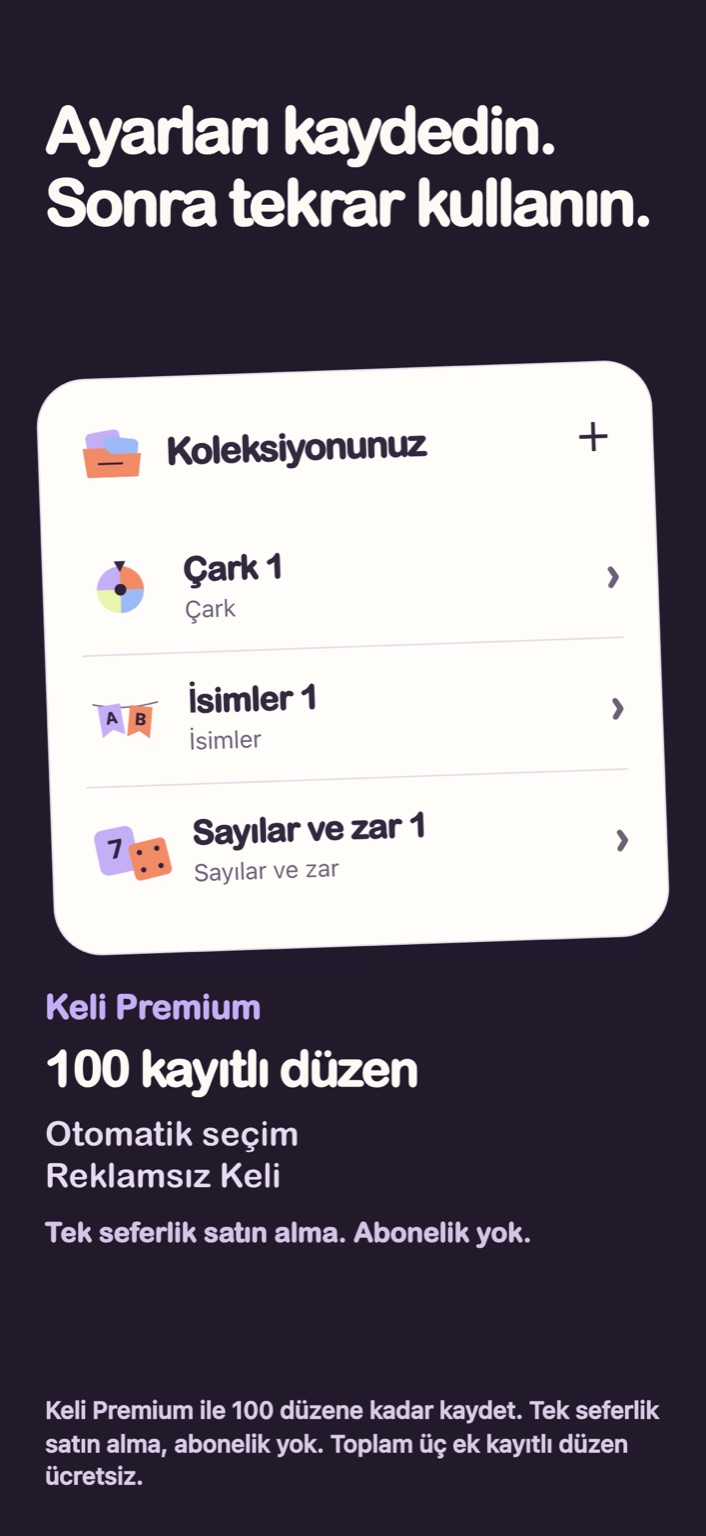 Ayarları kaydedin.
Sonra tekrar kullanın.
Koleksiyonunuz
+
Çark 1
Çark
A B
İsimler 1
İsimler
7
Sayılar ve zar 1
Sayılar ve zar
Keli Premium
100 kayıtlı düzen
Otomatik seçim
Reklamsız Keli
Tek seferlik satın alma. Abonelik yok.
Keli Premium ile 100 düzene kadar kaydet. Tek seferlik
satın alma, abonelik yok. Toplam üç ek kayıtlı düzen
ücretsiz.